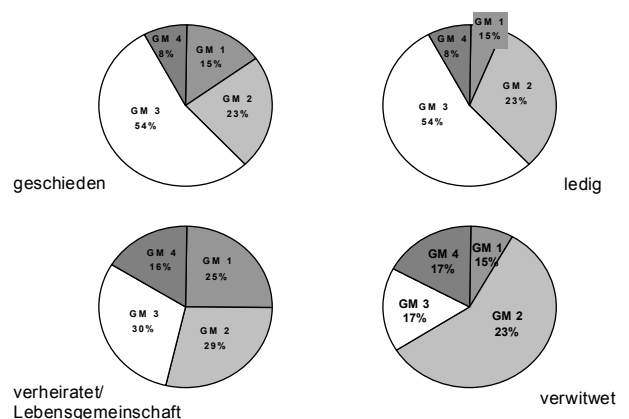 GM 4
8%
GM 1
15%
GM 2
23%
GM 3
54%
geschieden
GM 4
8%
GM 1
15%
GM 2
23%
GM 3
54%
ledig
GM 4
16%
GM 1
25%
GM 3
30%
GM 2
29%
verheiratet/
Lebensgemeinschaft
GM 4
17%
GM 1
15%
GM 3
17%
GM 2
23%
verwitwet